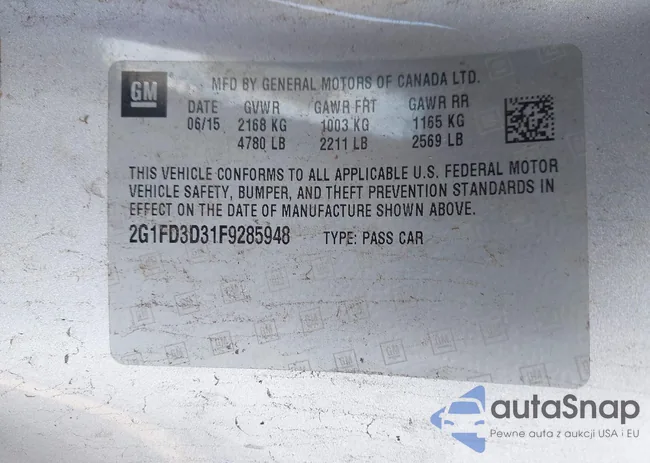 GM
MFD BY GENERAL MOTORS OF CANADA LTD.
DATE GVWR GAWR FRT GAWR RR
06/15 2168 KG 1003 KG 1165 KG
4780 LB 2211 LB 2569 LB
THIS VEHICLE CONFORMS TO ALL APPLICABLE U.S. FEDERAL MOTOR
VEHICLE SAFETY, BUMPER, AND THEFT PREVENTION STANDARDS IN
EFFECT ON THE DATE OF MANUFACTURE SHOWN ABOVE.
2G1FD3D31F9285948 TYPE: PASS CAR
autaSnap
Pewne auta z aukcji USA i EU